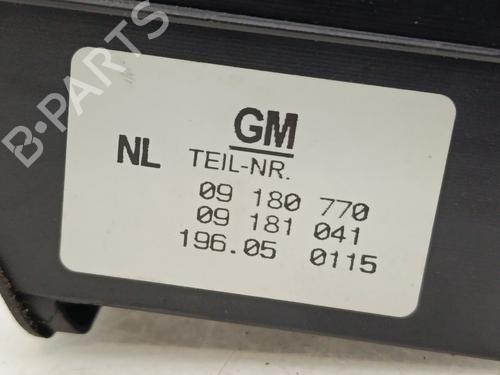 B-PARTS
GM
NL TEIL-NR.
09 180 770
09 181 041
196.05 0115